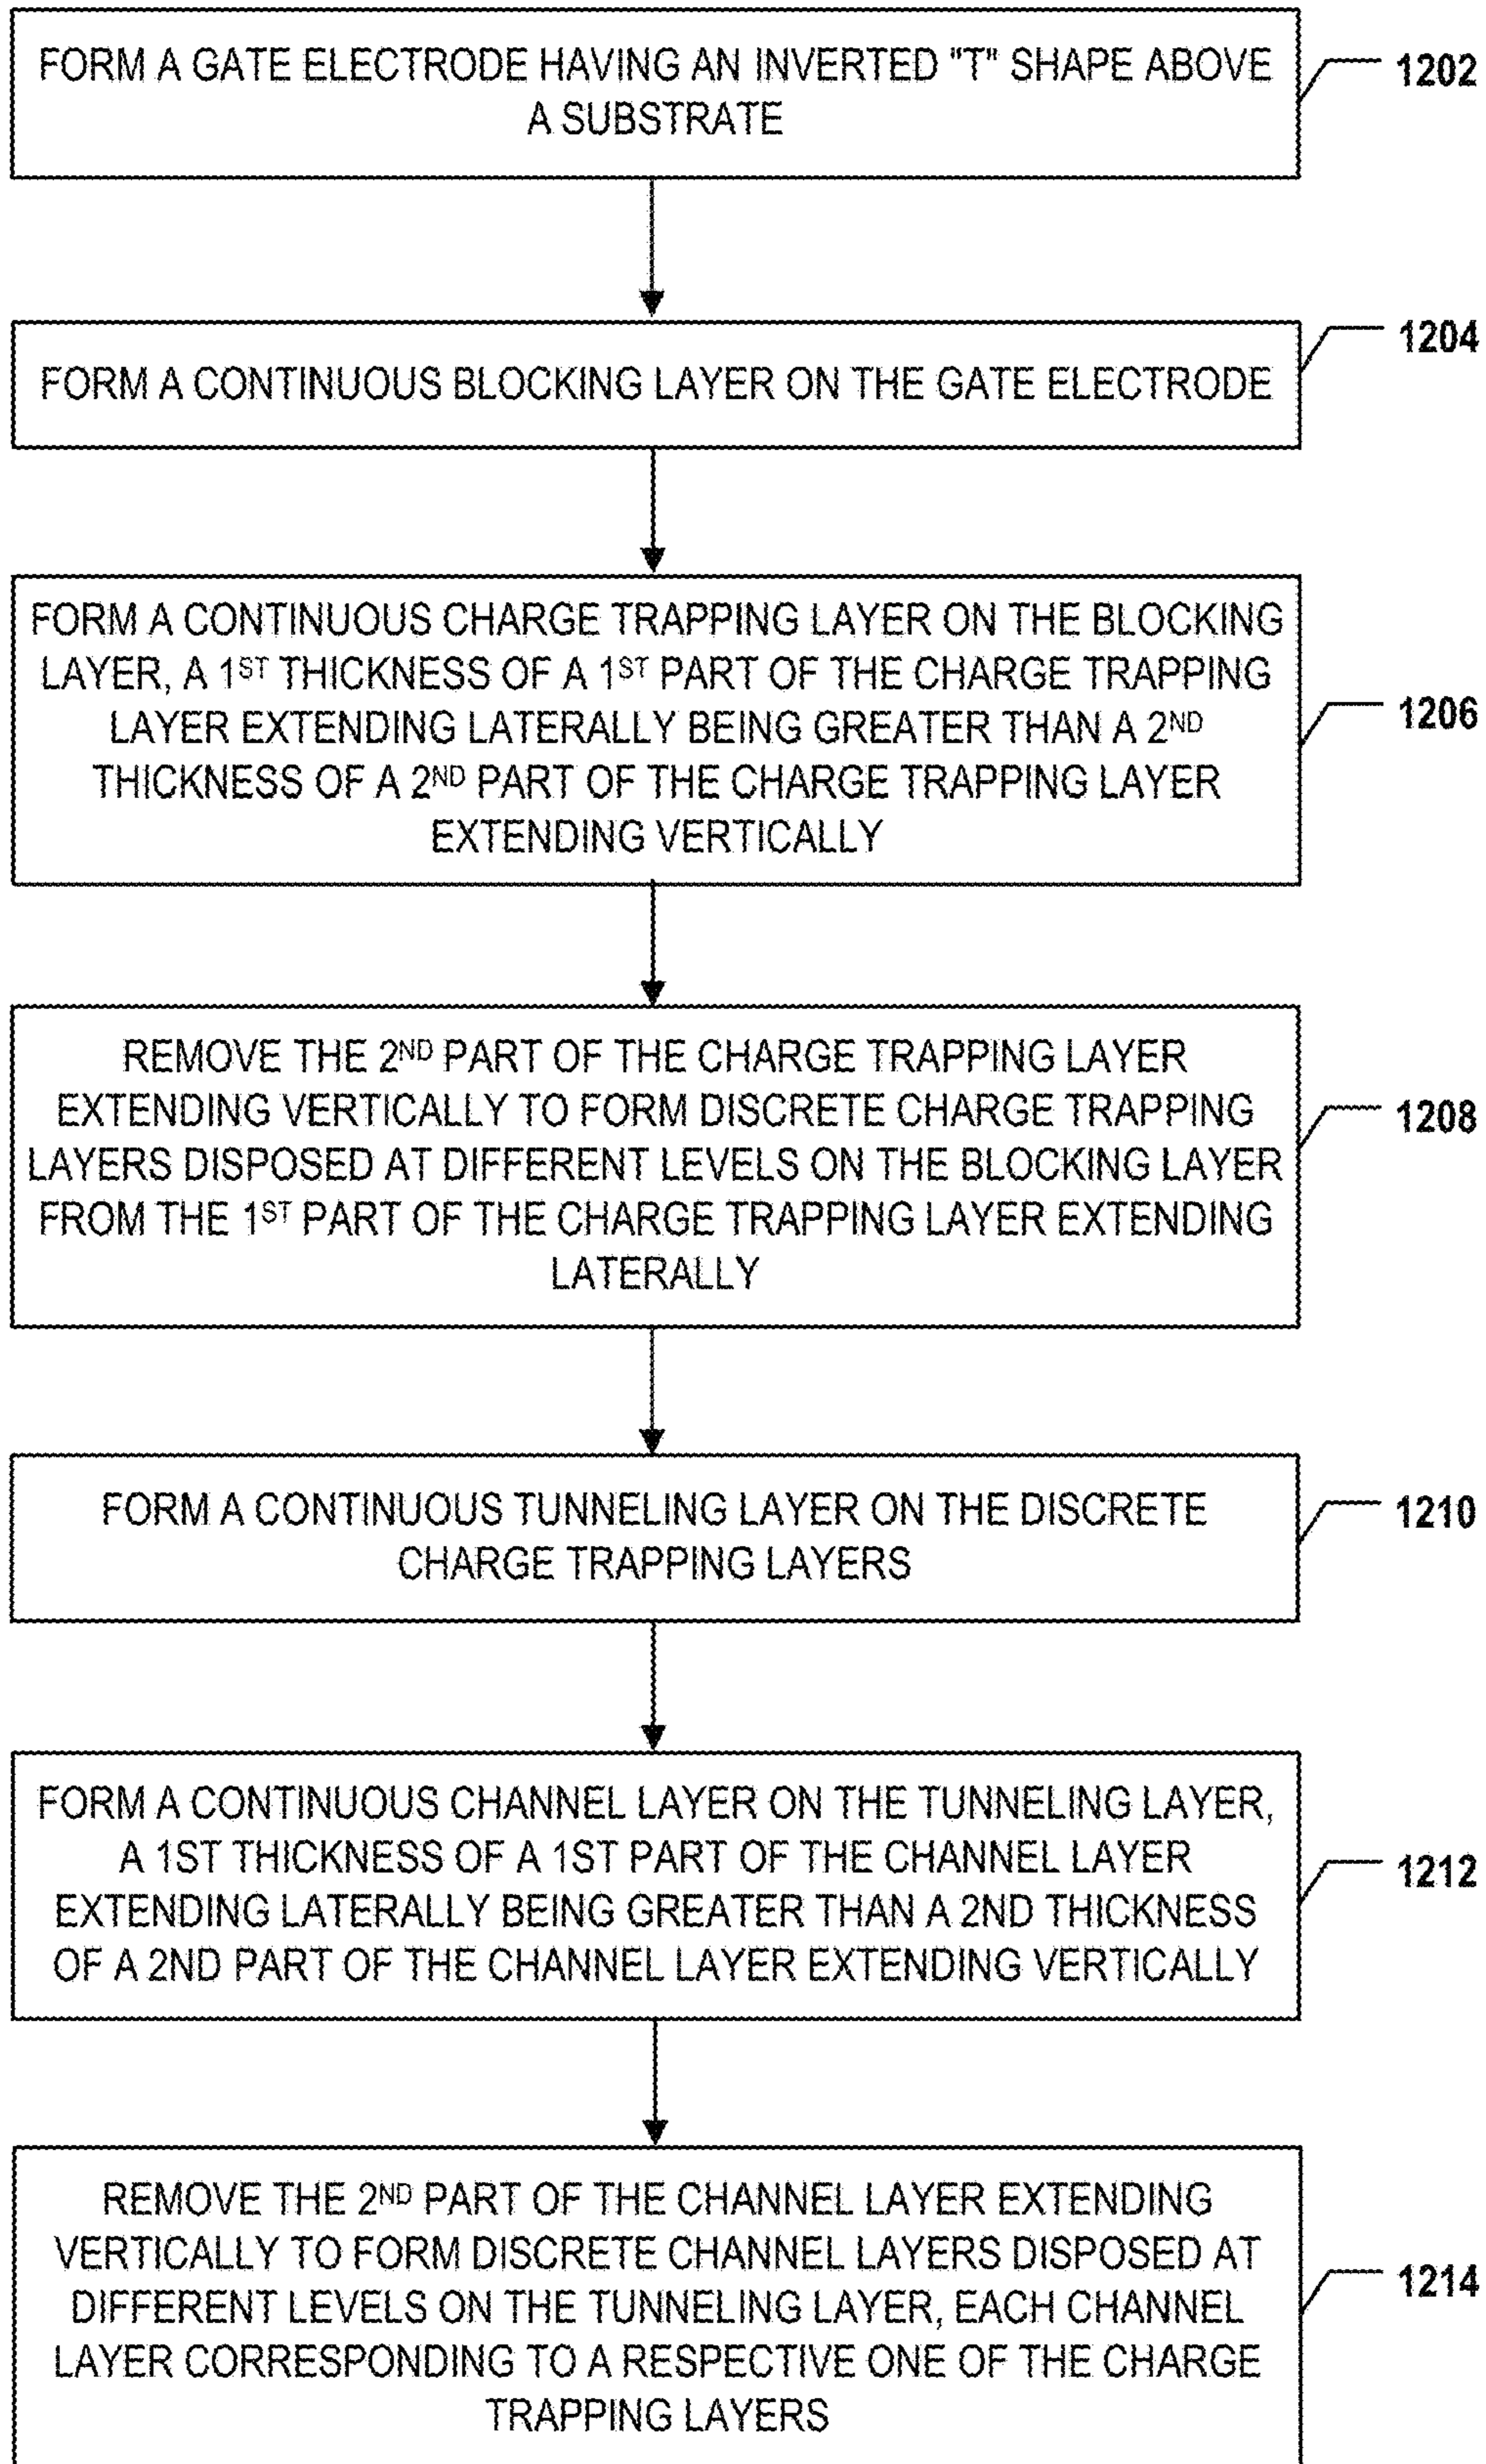 FORM A GATE ELECTRODE HAVING AN INVERTED "T" SHAPE ABOVE
A SUBSTRATE
1202
FORM A CONTINUOUS BLOCKING LAYER ON THE GATE ELECTRODE
1204
FORM A CONTINUOUS CHARGE TRAPPING LAYER ON THE BLOCKING
LAYER, A 1ST THICKNESS OF A 1ST PART OF THE CHARGE TRAPPING
LAYER EXTENDING LATERALLY BEING GREATER THAN A 2ND
THICKNESS OF A 2ND PART OF THE CHARGE TRAPPING LAYER
EXTENDING VERTICALLY
1206
REMOVE THE 2ND PART OF THE CHARGE TRAPPING LAYER
EXTENDING VERTICALLY TO FORM DISCRETE CHARGE TRAPPING
LAYERS DISPOSED AT DIFFERENT LEVELS ON THE BLOCKING LAYER
FROM THE 1ST PART OF THE CHARGE TRAPPING LAYER EXTENDING
LATERALLY
1208
FORM A CONTINUOUS TUNNELING LAYER ON THE DISCRETE
CHARGE TRAPPING LAYERS
1210
FORM A CONTINUOUS CHANNEL LAYER ON THE TUNNELING LAYER,
A 1ST THICKNESS OF A 1ST PART OF THE CHANNEL LAYER
EXTENDING LATERALLY BEING GREATER THAN A 2ND THICKNESS
OF A 2ND PART OF THE CHANNEL LAYER EXTENDING VERTICALLY
1212
REMOVE THE 2ND PART OF THE CHANNEL LAYER EXTENDING
VERTICALLY TO FORM DISCRETE CHANNEL LAYERS DISPOSED AT
DIFFERENT LEVELS ON THE TUNNELING LAYER, EACH CHANNEL
LAYER CORRESPONDING TO A RESPECTIVE ONE OF THE CHARGE
TRAPPING LAYERS
1214